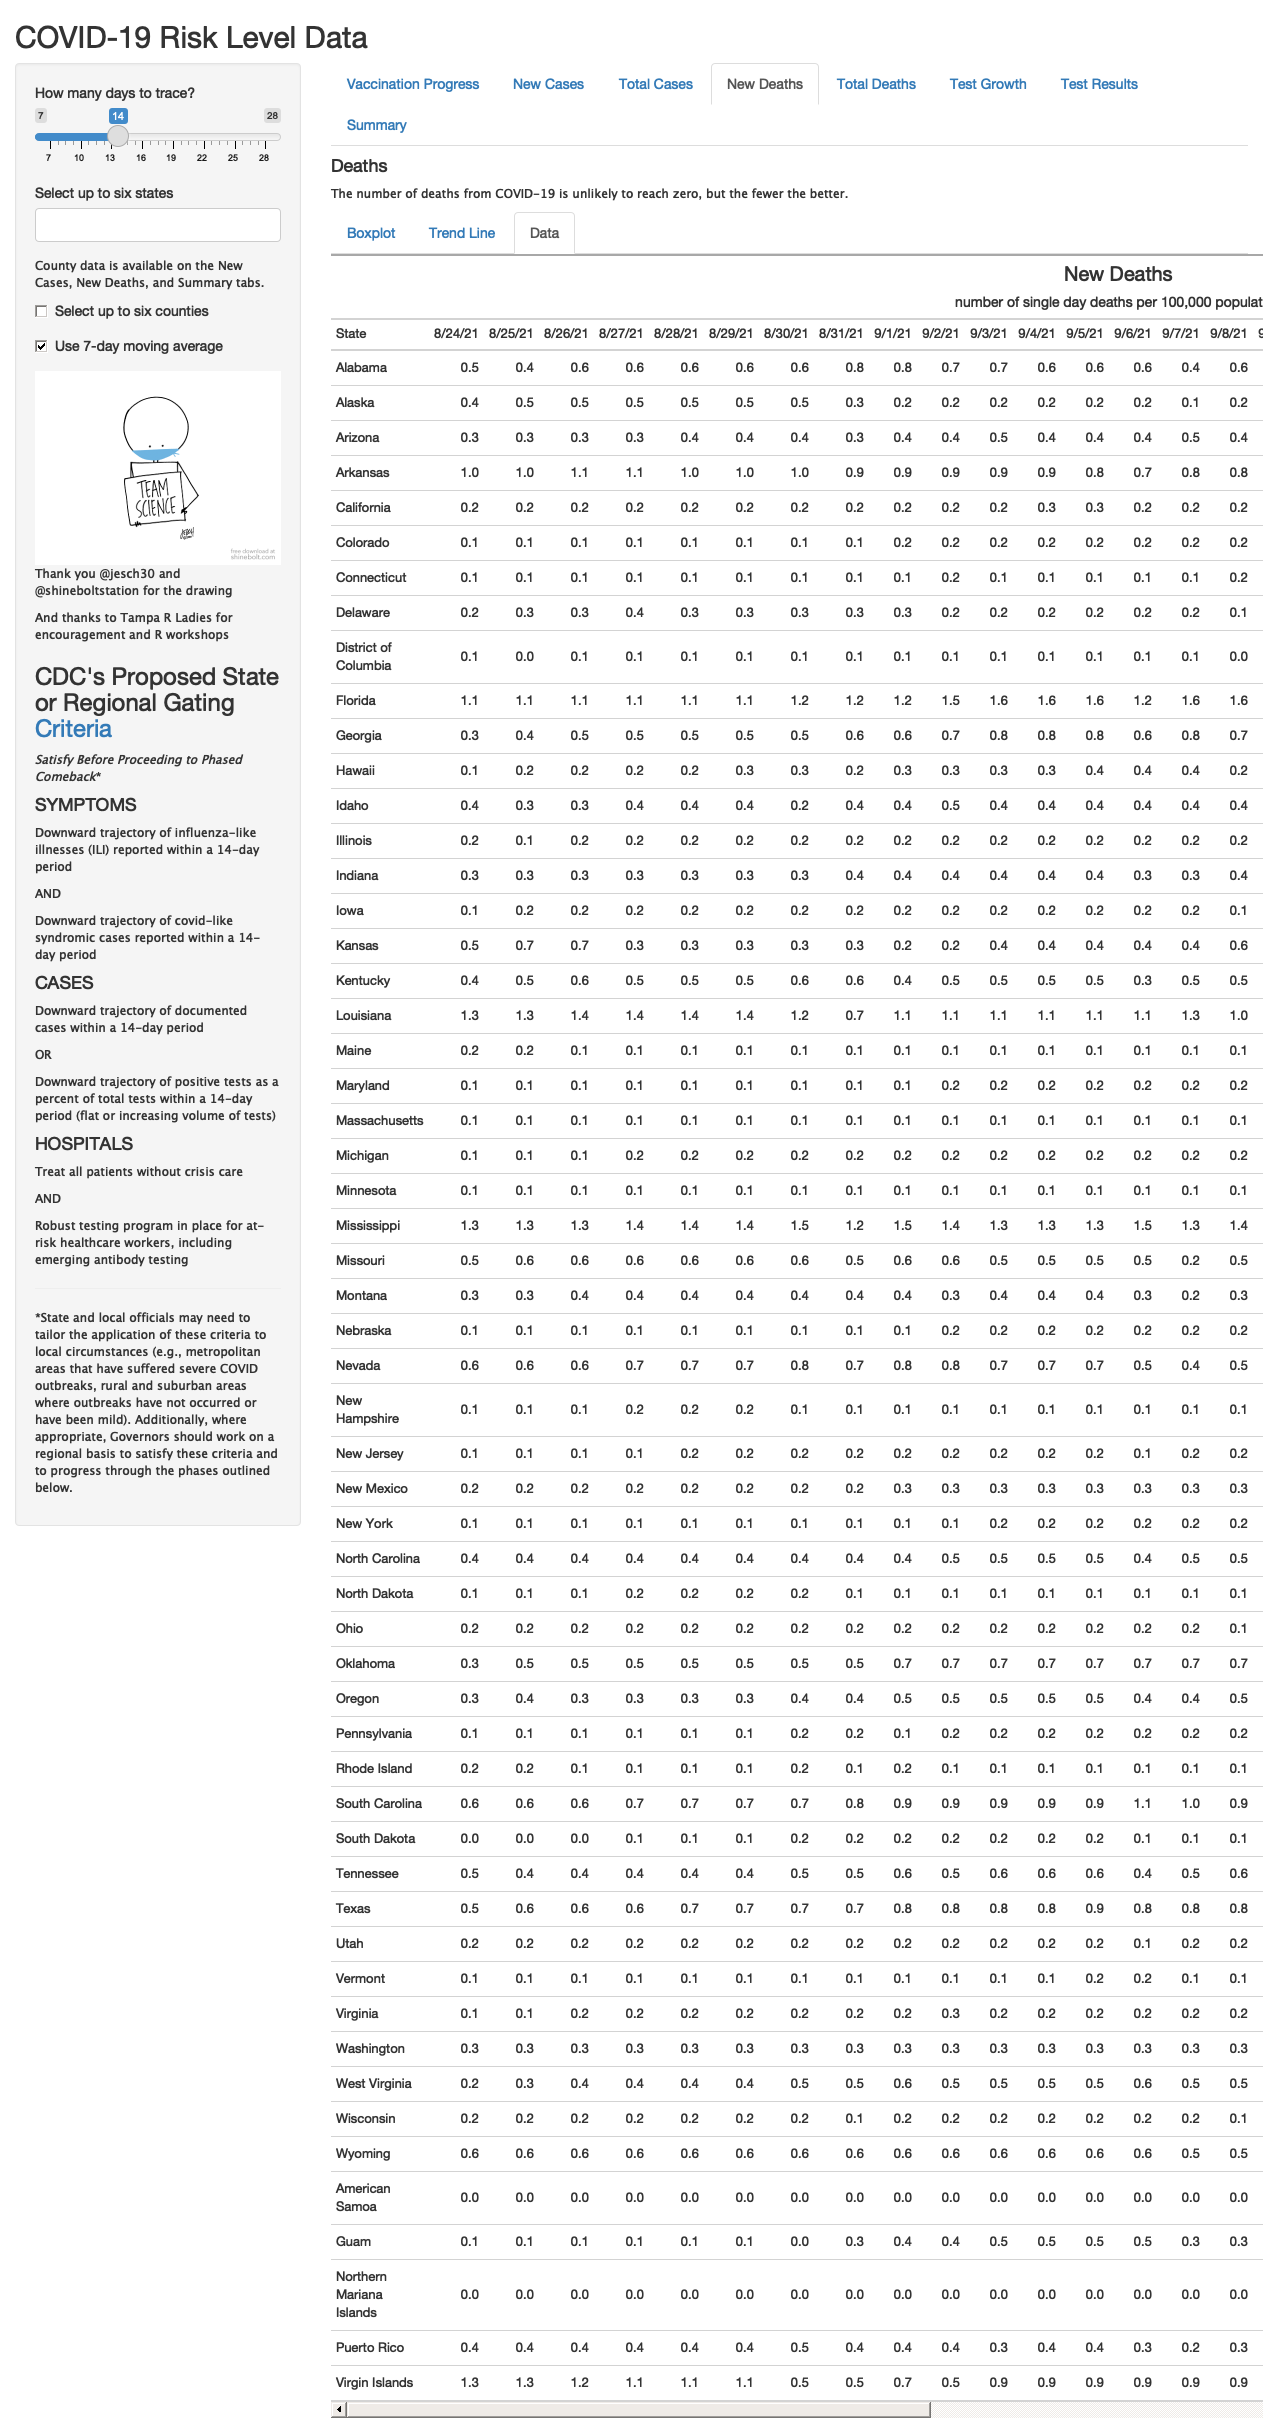 COVID-19 Risk Level Data
How many days to trace?
7 14 28
7 10 13 16 19 22 25 28
Select up to six states
County data is available on the New
Cases, New Deaths, and Summary tabs.
Select up to six counties
Use 7-day moving average
TEAM
SCIENCE
free download at
shinebolt.com
Thank you @jesch30 and
@shineboltstation for the drawing
And thanks to Tampa R Ladies for
encouragement and R workshops
CDC's Proposed State
or Regional Gating
Criteria
Satisfy Before Proceeding to Phased
Comeback*
SYMPTOMS
Downward trajectory of influenza-like
illnesses (ILI) reported within a 14-day
period
AND
Downward trajectory of covid-like
syndromic cases reported within a 14-
day period
CASES
Downward trajectory of documented
cases within a 14-day period
OR
Downward trajectory of positive tests as a
percent of total tests within a 14-day
period (flat or increasing volume of tests)
HOSPITALS
Treat all patients without crisis care
AND
Robust testing program in place for at-
risk healthcare workers, including
emerging antibody testing
*State and local officials may need to
tailor the application of these criteria to
local circumstances (e.g., metropolitan
areas that have suffered severe COVID
outbreaks, rural and suburban areas
where outbreaks have not occurred or
have been mild). Additionally, where
appropriate, Governors should work on a
regional basis to satisfy these criteria and
to progress through the phases outlined
below.
Vaccination Progress New Cases Total Cases New Deaths Total Deaths Test Growth Test Results
Summary
Deaths
The number of deaths from COVID-19 is unlikely to reach zero, but the fewer the better.
Boxplot Trend Line Data
New Deaths
number of single day deaths per 100,000 populat
State 8/24/21 8/25/21 8/26/21 8/27/21 8/28/21 8/29/21 8/30/21 8/31/21 9/1/21 9/2/21 9/3/21 9/4/21 9/5/21 9/6/21 9/7/21 9/8/21 9
Alabama 0.5 0.4 0.6 0.6 0.6 0.6 0.6 0.8 0.8 0.7 0.7 0.6 0.6 0.6 0.4 0.6
Alaska 0.4 0.5 0.5 0.5 0.5 0.5 0.5 0.3 0.2 0.2 0.2 0.2 0.2 0.2 0.1 0.2
Arizona 0.3 0.3 0.3 0.3 0.4 0.4 0.4 0.3 0.4 0.4 0.5 0.4 0.4 0.4 0.5 0.4
Arkansas 1.0 1.0 1.1 1.1 1.0 1.0 1.0 0.9 0.9 0.9 0.9 0.9 0.8 0.7 0.8 0.8
California 0.2 0.2 0.2 0.2 0.2 0.2 0.2 0.2 0.2 0.2 0.2 0.3 0.3 0.2 0.2 0.2
Colorado 0.1 0.1 0.1 0.1 0.1 0.1 0.1 0.1 0.2 0.2 0.2 0.2 0.2 0.2 0.2 0.2
Connecticut 0.1 0.1 0.1 0.1 0.1 0.1 0.1 0.1 0.1 0.2 0.1 0.1 0.1 0.1 0.1 0.2
Delaware 0.2 0.3 0.3 0.4 0.3 0.3 0.3 0.3 0.3 0.2 0.2 0.2 0.2 0.2 0.2 0.1
District of
Columbia 0.1 0.0 0.1 0.1 0.1 0.1 0.1 0.1 0.1 0.1 0.1 0.1 0.1 0.1 0.1 0.0
Florida 1.1 1.1 1.1 1.1 1.1 1.1 1.2 1.2 1.2 1.5 1.6 1.6 1.6 1.2 1.6 1.6
Georgia 0.3 0.4 0.5 0.5 0.5 0.5 0.5 0.6 0.6 0.7 0.8 0.8 0.8 0.6 0.8 0.7
Hawaii 0.1 0.2 0.2 0.2 0.2 0.3 0.3 0.2 0.3 0.3 0.3 0.3 0.4 0.4 0.4 0.2
Idaho 0.4 0.3 0.3 0.4 0.4 0.4 0.2 0.4 0.4 0.5 0.4 0.4 0.4 0.4 0.4 0.4
Illinois 0.2 0.1 0.2 0.2 0.2 0.2 0.2 0.2 0.2 0.2 0.2 0.2 0.2 0.2 0.2 0.2
Indiana 0.3 0.3 0.3 0.3 0.3 0.3 0.3 0.4 0.4 0.4 0.4 0.4 0.4 0.3 0.3 0.4
Iowa 0.1 0.2 0.2 0.2 0.2 0.2 0.2 0.2 0.2 0.2 0.2 0.2 0.2 0.2 0.2 0.1
Kansas 0.5 0.7 0.7 0.3 0.3 0.3 0.3 0.3 0.2 0.2 0.4 0.4 0.4 0.4 0.4 0.6
Kentucky 0.4 0.5 0.6 0.5 0.5 0.5 0.6 0.6 0.4 0.5 0.5 0.5 0.5 0.3 0.5 0.5
Louisiana 1.3 1.3 1.4 1.4 1.4 1.4 1.2 0.7 1.1 1.1 1.1 1.1 1.1 1.1 1.3 1.0
Maine 0.2 0.2 0.1 0.1 0.1 0.1 0.1 0.1 0.1 0.1 0.1 0.1 0.1 0.1 0.1 0.1
Maryland 0.1 0.1 0.1 0.1 0.1 0.1 0.1 0.1 0.1 0.2 0.2 0.2 0.2 0.2 0.2 0.2
Massachusetts 0.1 0.1 0.1 0.1 0.1 0.1 0.1 0.1 0.1 0.1 0.1 0.1 0.1 0.1 0.1 0.1
Michigan 0.1 0.1 0.1 0.2 0.2 0.2 0.2 0.2 0.2 0.2 0.2 0.2 0.2 0.2 0.2 0.2
Minnesota 0.1 0.1 0.1 0.1 0.1 0.1 0.1 0.1 0.1 0.1 0.1 0.1 0.1 0.1 0.1 0.1
Mississippi 1.3 1.3 1.3 1.4 1.4 1.4 1.5 1.2 1.5 1.4 1.3 1.3 1.3 1.5 1.3 1.4
Missouri 0.5 0.6 0.6 0.6 0.6 0.6 0.6 0.5 0.6 0.6 0.5 0.5 0.5 0.5 0.2 0.5
Montana 0.3 0.3 0.4 0.4 0.4 0.4 0.4 0.4 0.4 0.3 0.4 0.4 0.4 0.3 0.2 0.3
Nebraska 0.1 0.1 0.1 0.1 0.1 0.1 0.1 0.1 0.1 0.2 0.2 0.2 0.2 0.2 0.2 0.2
Nevada 0.6 0.6 0.6 0.7 0.7 0.7 0.8 0.7 0.8 0.8 0.7 0.7 0.7 0.5 0.4 0.5
New
Hampshire 0.1 0.1 0.1 0.2 0.2 0.2 0.1 0.1 0.1 0.1 0.1 0.1 0.1 0.1 0.1 0.1
New Jersey 0.1 0.1 0.1 0.1 0.2 0.2 0.2 0.2 0.2 0.2 0.2 0.2 0.2 0.1 0.2 0.2
New Mexico 0.2 0.2 0.2 0.2 0.2 0.2 0.2 0.2 0.3 0.3 0.3 0.3 0.3 0.3 0.3 0.3
New York 0.1 0.1 0.1 0.1 0.1 0.1 0.1 0.1 0.1 0.1 0.2 0.2 0.2 0.2 0.2 0.2
North Carolina 0.4 0.4 0.4 0.4 0.4 0.4 0.4 0.4 0.4 0.5 0.5 0.5 0.5 0.4 0.5 0.5
North Dakota 0.1 0.1 0.1 0.2 0.2 0.2 0.2 0.1 0.1 0.1 0.1 0.1 0.1 0.1 0.1 0.1
Ohio 0.2 0.2 0.2 0.2 0.2 0.2 0.2 0.2 0.2 0.2 0.2 0.2 0.2 0.2 0.2 0.1
Oklahoma 0.3 0.5 0.5 0.5 0.5 0.5 0.5 0.5 0.7 0.7 0.7 0.7 0.7 0.7 0.7 0.7
Oregon 0.3 0.4 0.3 0.3 0.3 0.3 0.4 0.4 0.5 0.5 0.5 0.5 0.5 0.4 0.4 0.5
Pennsylvania 0.1 0.1 0.1 0.1 0.1 0.1 0.2 0.2 0.1 0.2 0.2 0.2 0.2 0.2 0.2 0.2
Rhode Island 0.2 0.2 0.1 0.1 0.1 0.1 0.2 0.1 0.2 0.1 0.1 0.1 0.1 0.1 0.1 0.1
South Carolina 0.6 0.6 0.6 0.7 0.7 0.7 0.7 0.8 0.9 0.9 0.9 0.9 0.9 1.1 1.0 0.9
South Dakota 0.0 0.0 0.0 0.1 0.1 0.1 0.2 0.2 0.2 0.2 0.2 0.2 0.2 0.1 0.1 0.1
Tennessee 0.5 0.4 0.4 0.4 0.4 0.4 0.5 0.5 0.6 0.5 0.6 0.6 0.6 0.4 0.5 0.6
Texas 0.5 0.6 0.6 0.6 0.7 0.7 0.7 0.7 0.8 0.8 0.8 0.8 0.9 0.8 0.8 0.8
Utah 0.2 0.2 0.2 0.2 0.2 0.2 0.2 0.2 0.2 0.2 0.2 0.2 0.2 0.1 0.2 0.2
Vermont 0.1 0.1 0.1 0.1 0.1 0.1 0.1 0.1 0.1 0.1 0.1 0.1 0.2 0.2 0.1 0.1
Virginia 0.1 0.1 0.2 0.2 0.2 0.2 0.2 0.2 0.2 0.3 0.2 0.2 0.2 0.2 0.2 0.2
Washington 0.3 0.3 0.3 0.3 0.3 0.3 0.3 0.3 0.3 0.3 0.3 0.3 0.3 0.3 0.3 0.3
West Virginia 0.2 0.3 0.4 0.4 0.4 0.4 0.5 0.5 0.6 0.5 0.5 0.5 0.5 0.6 0.5 0.5
Wisconsin 0.2 0.2 0.2 0.2 0.2 0.2 0.2 0.1 0.2 0.2 0.2 0.2 0.2 0.2 0.2 0.1
Wyoming 0.6 0.6 0.6 0.6 0.6 0.6 0.6 0.6 0.6 0.6 0.6 0.6 0.6 0.6 0.5 0.5
American
Samoa 0.0 0.0 0.0 0.0 0.0 0.0 0.0 0.0 0.0 0.0 0.0 0.0 0.0 0.0 0.0 0.0
Guam 0.1 0.1 0.1 0.1 0.1 0.1 0.0 0.3 0.4 0.4 0.5 0.5 0.5 0.5 0.3 0.3
Northern
Mariana 0.0 0.0 0.0 0.0 0.0 0.0 0.0 0.0 0.0 0.0 0.0 0.0 0.0 0.0 0.0 0.0
Islands
Puerto Rico 0.4 0.4 0.4 0.4 0.4 0.4 0.5 0.4 0.4 0.4 0.3 0.4 0.4 0.3 0.2 0.3
Virgin Islands 1.3 1.3 1.2 1.1 1.1 1.1 0.5 0.5 0.7 0.5 0.9 0.9 0.9 0.9 0.9 0.9